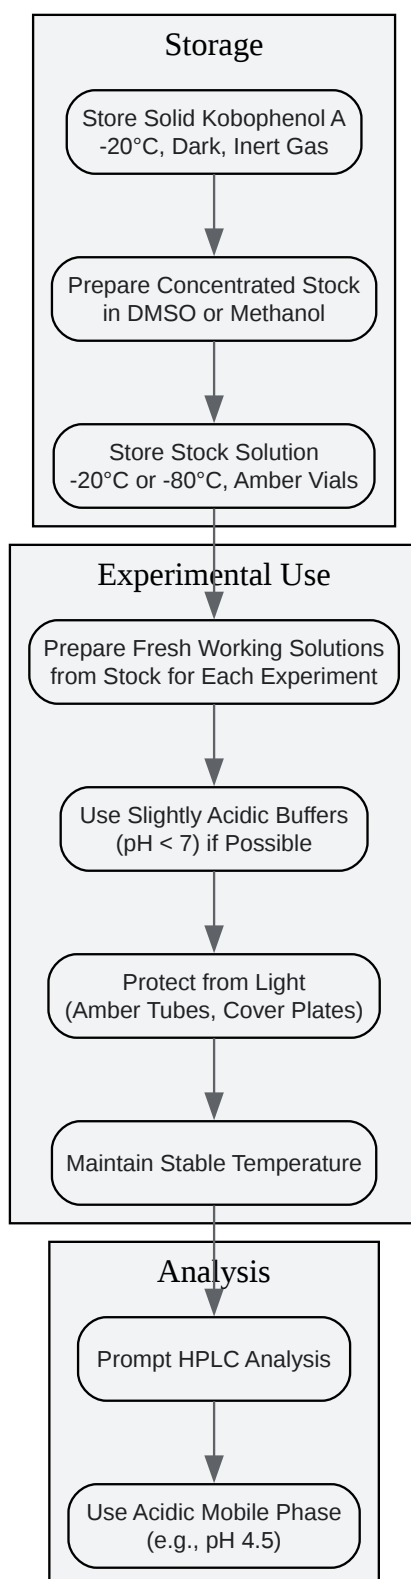 Storage
Store Solid Kobophenol A
-20°C, Dark, Inert Gas
Prepare Concentrated Stock
in DMSO or Methanol
Store Stock Solution
-20°C or -80°C, Amber Vials
Experimental Use
Prepare Fresh Working Solutions
from Stock for Each Experiment
Use Slightly Acidic Buffers
(pH < 7) if Possible
Protect from Light
(Amber Tubes, Cover Plates)
Maintain Stable Temperature
Analysis
Prompt HPLC Analysis
Use Acidic Mobile Phase
(e.g., pH 4.5)